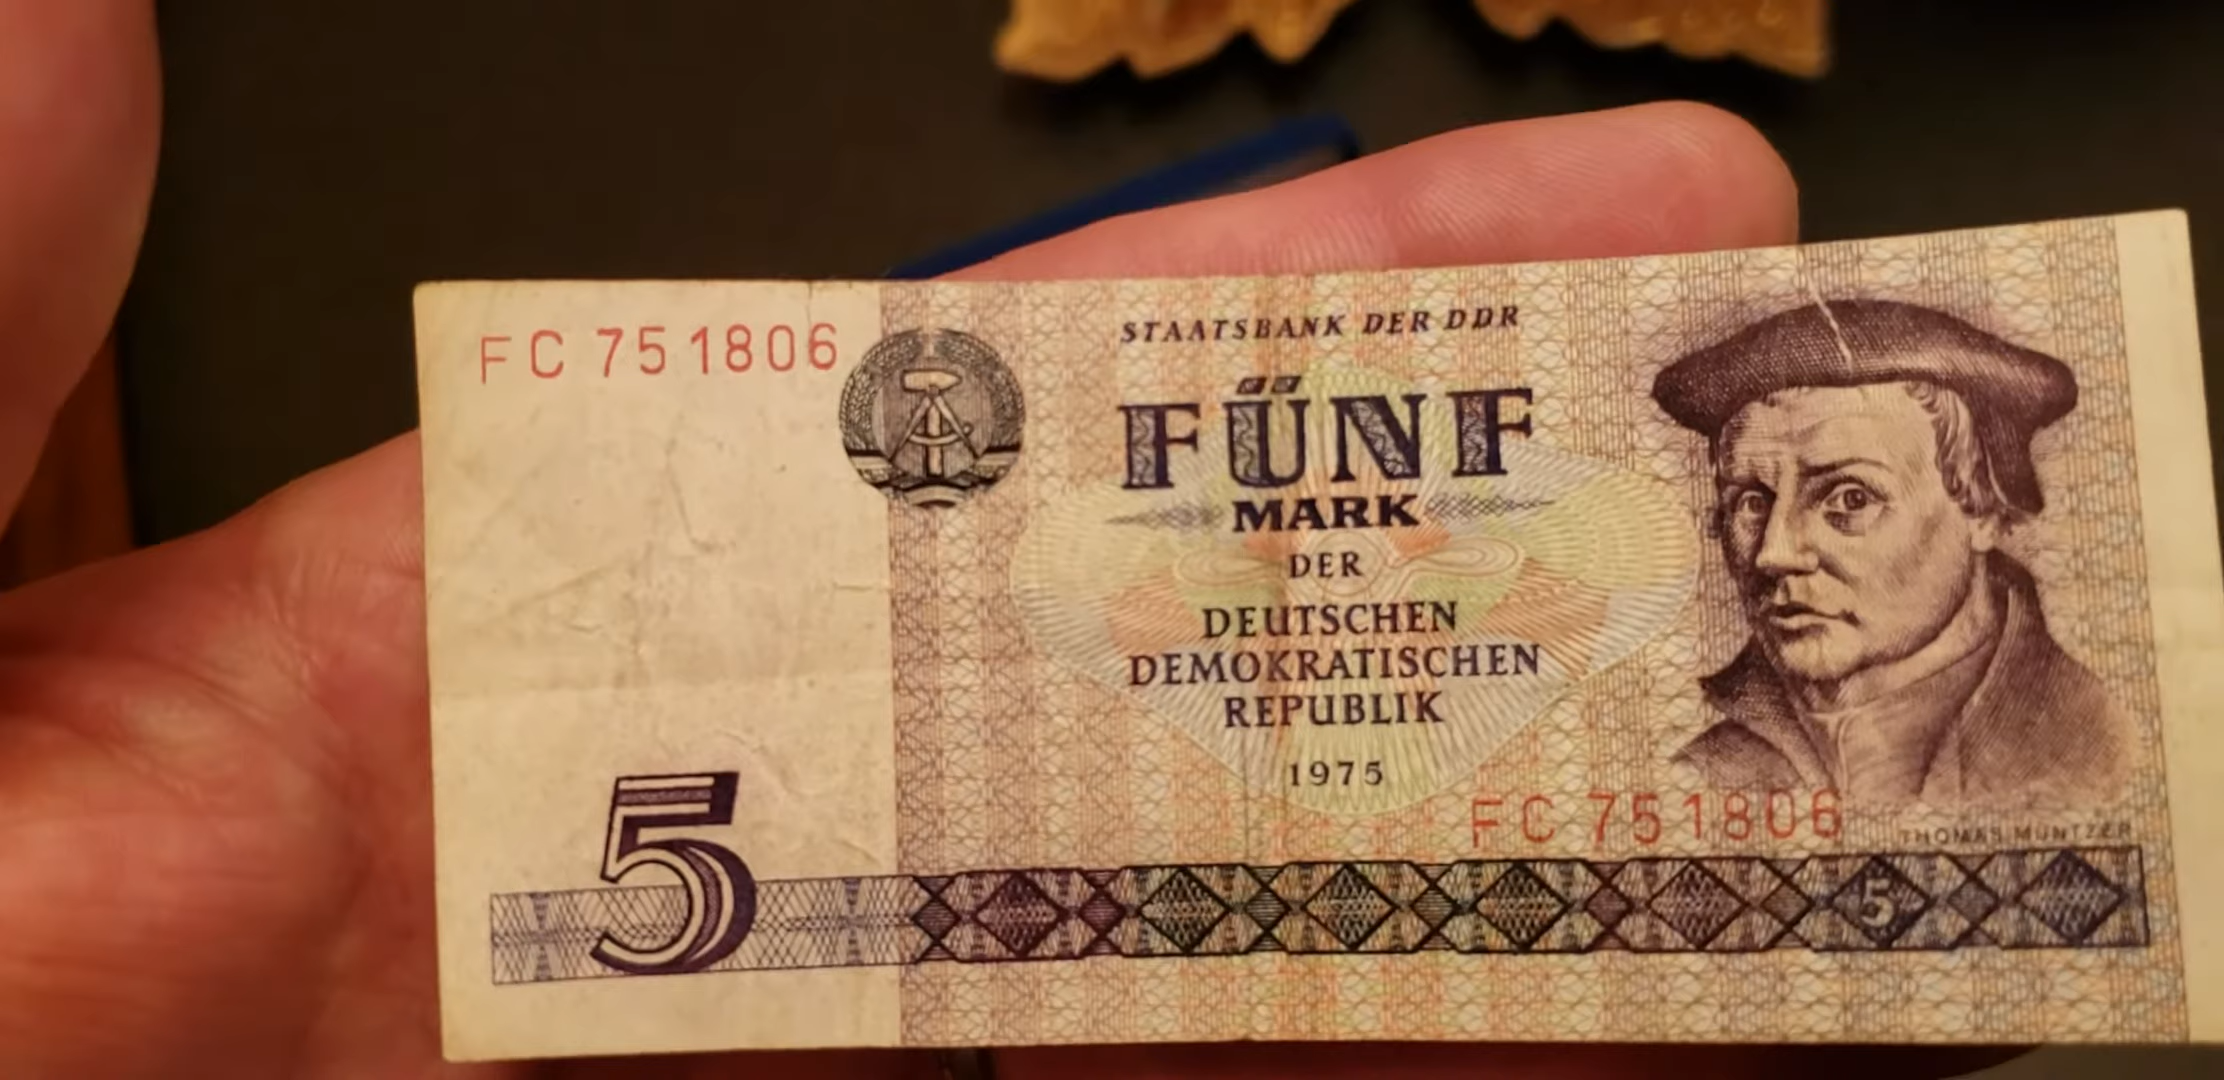 FC 751806
STAATSBANK DER DDR
FÜNF
MARK
DER
DEUTSCHEN
DEMOKRATISCHEN
REPUBLIK
1975
FC 751806
THOMAS MÜNTZER
5
5